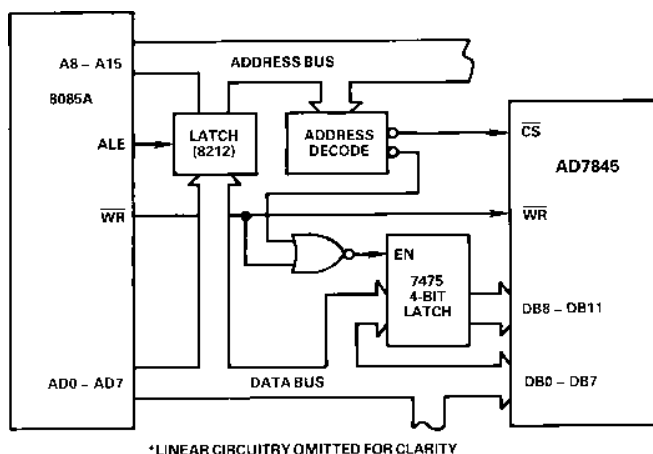 A8 – A15
8085A
ALE
WR
AD0 – AD7
ADDRESS BUS
LATCH
(8212)
ADDRESS
DECODE
CS
AD7845
WR
EN
7475
4-BIT
LATCH
DB8 – DB11
DB0 – DB7
DATA BUS
*LINEAR CIRCUITRY OMITTED FOR CLARITY